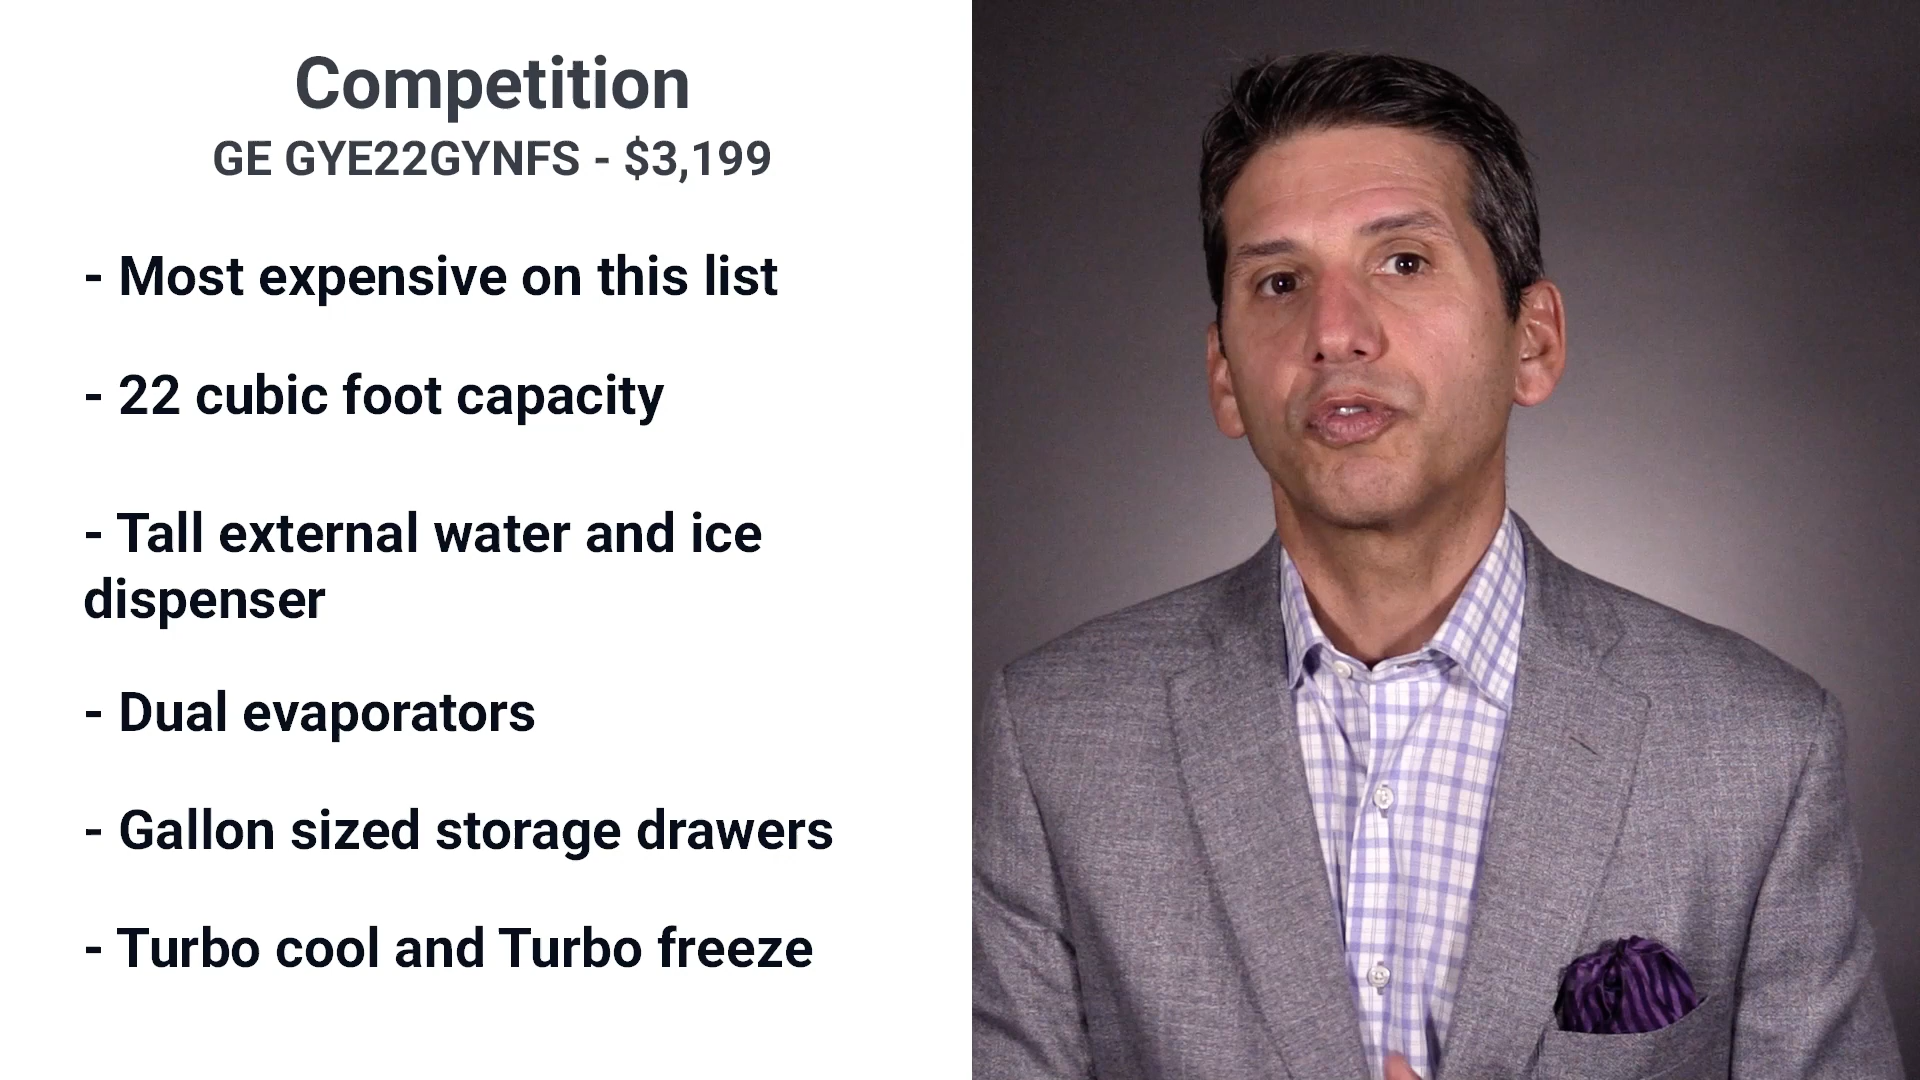 Competition
GE GYE22GYNFS - $3,199
- Most expensive on this list
- 22 cubic foot capacity
- Tall external water and ice
dispenser
- Dual evaporators
- Gallon sized storage drawers
- Turbo cool and Turbo freeze